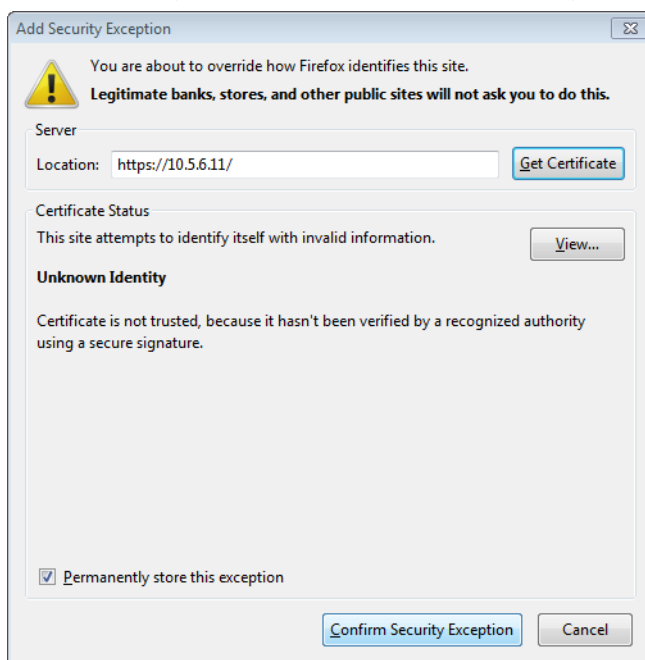 Add Security Exception
You are about to override how Firefox identifies this site.
Legitimate banks, stores, and other public sites will not ask you to do this.
Server
Location: https://10.5.6.11/ Get Certificate
Certificate Status
This site attempts to identify itself with invalid information. View...
Unknown Identity
Certificate is not trusted, because it hasn't been verified by a recognized authority
using a secure signature.
Permanently store this exception
Confirm Security Exception Cancel